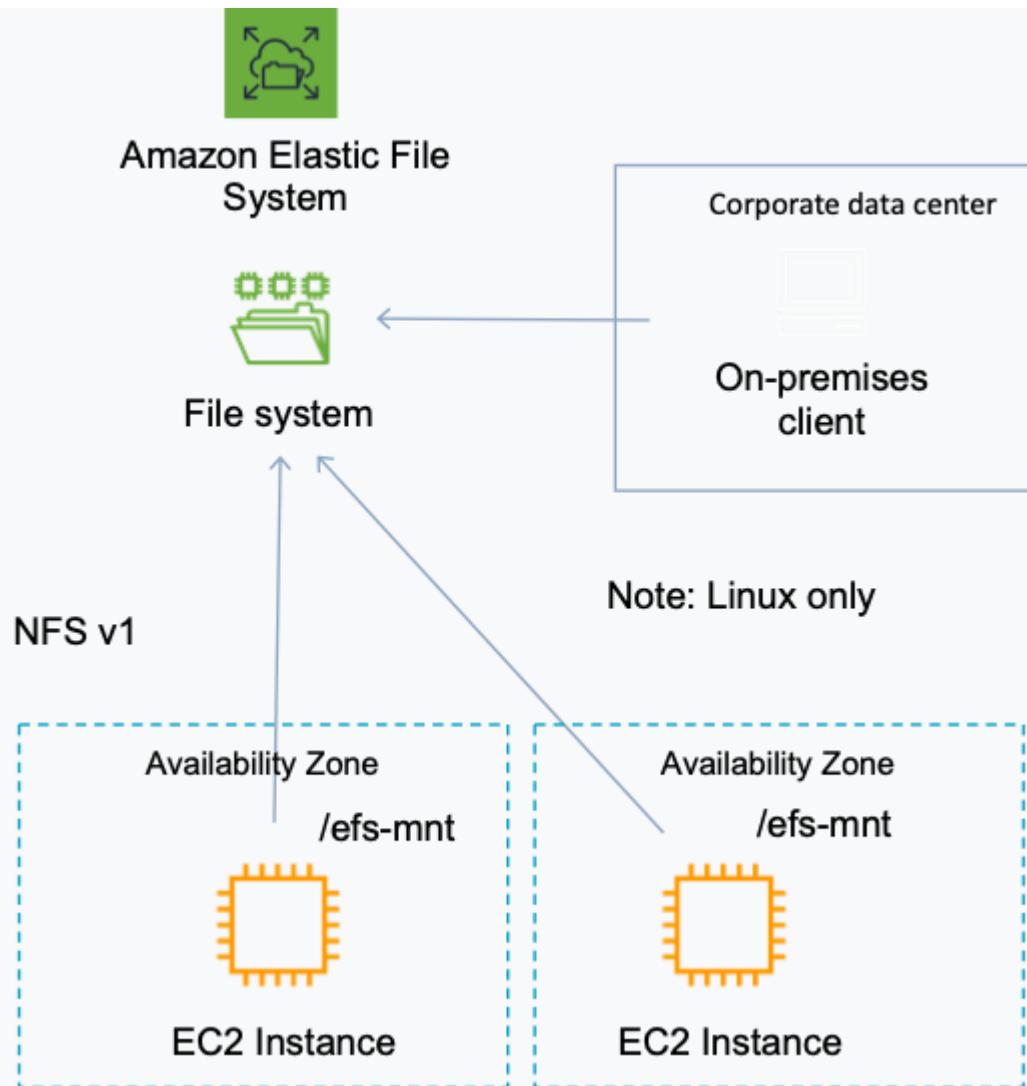 Amazon Elastic File
System
Corporate data center
File system
On-premises
client
Note: Linux only
NFS v1
Availability Zone
/efs-mnt
EC2 Instance
Availability Zone
/efs-mnt
EC2 Instance